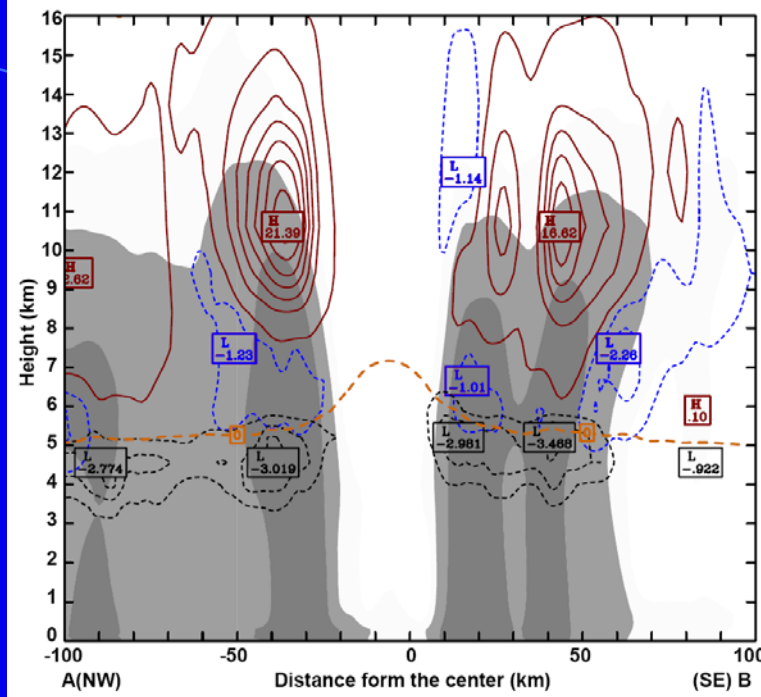 16
15
14
13
12
11
10
9
8
7
6
5
4
3
2
1
0
Height (km)
L
-1.14
H
21.39
H
16.62
H
2.62
L
-1.23
L
-2.26
L
-1.01
H
.10
0
0
L
-2.774
L
-3.019
L
-2.981
L
-3.468
L
-.922
-100 -50 0 50 100
A(NW) Distance form the center (km) (SE) B